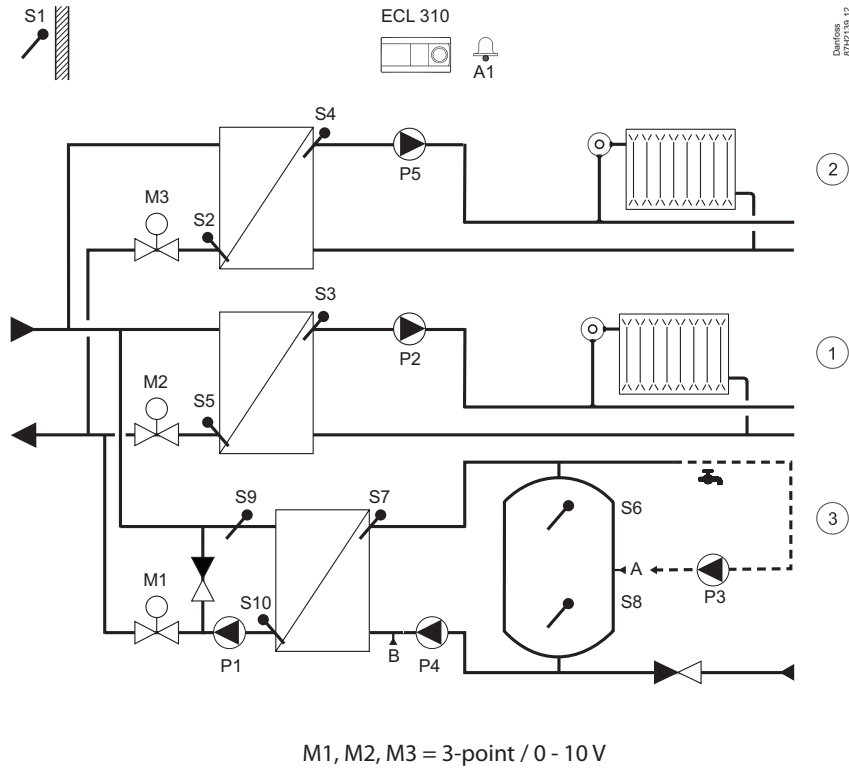 S1
ECL 310
A1
Danfoss
87H2139.12
S4
P5
2
M3
S2
S3
P2
1
M2
S5
S9
S7
S6
3
A
P3
M1
S10
S8
P1
B
P4
M1, M2, M3 = 3-point / 0 - 10 V